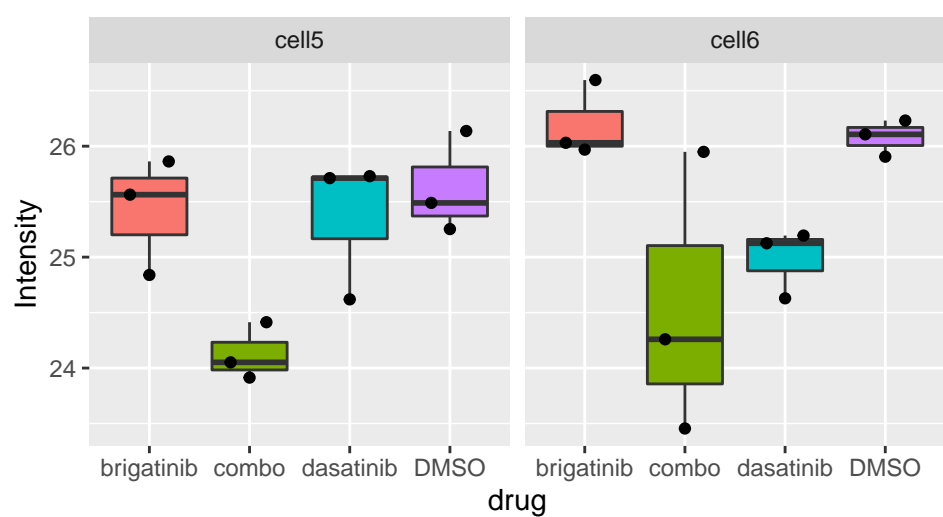 cell5 cell6
Intensity
26
25
24
brigatinib combo dasatinib DMSO brigatinib combo dasatinib DMSO
drug